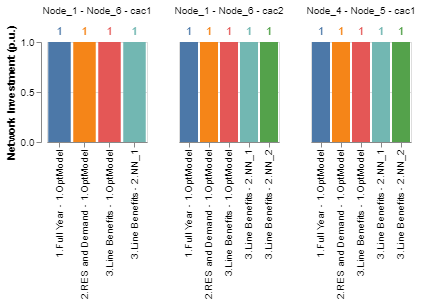 Node_1 - Node_6 - cac1
Node_1 - Node_6 - cac2
Node_4 - Node_5 - cac1
1 1 1 1
1 1 1 1 1
1 1 1 1 1
Network Investment (p.u.)
1.0
0.5
0.0
1.Full Year - 1.OptModel
2.RES and Demand - 1.OptModel
3.Line Benefits - 1.OptModel
3.Line Benefits - 2.NN_1
1.Full Year - 1.OptModel
2.RES and Demand - 1.OptModel
3.Line Benefits - 1.OptModel
3.Line Benefits - 2.NN_1
3.Line Benefits - 2.NN_2
1.Full Year - 1.OptModel
2.RES and Demand - 1.OptModel
3.Line Benefits - 1.OptModel
3.Line Benefits - 2.NN_1
3.Line Benefits - 2.NN_2